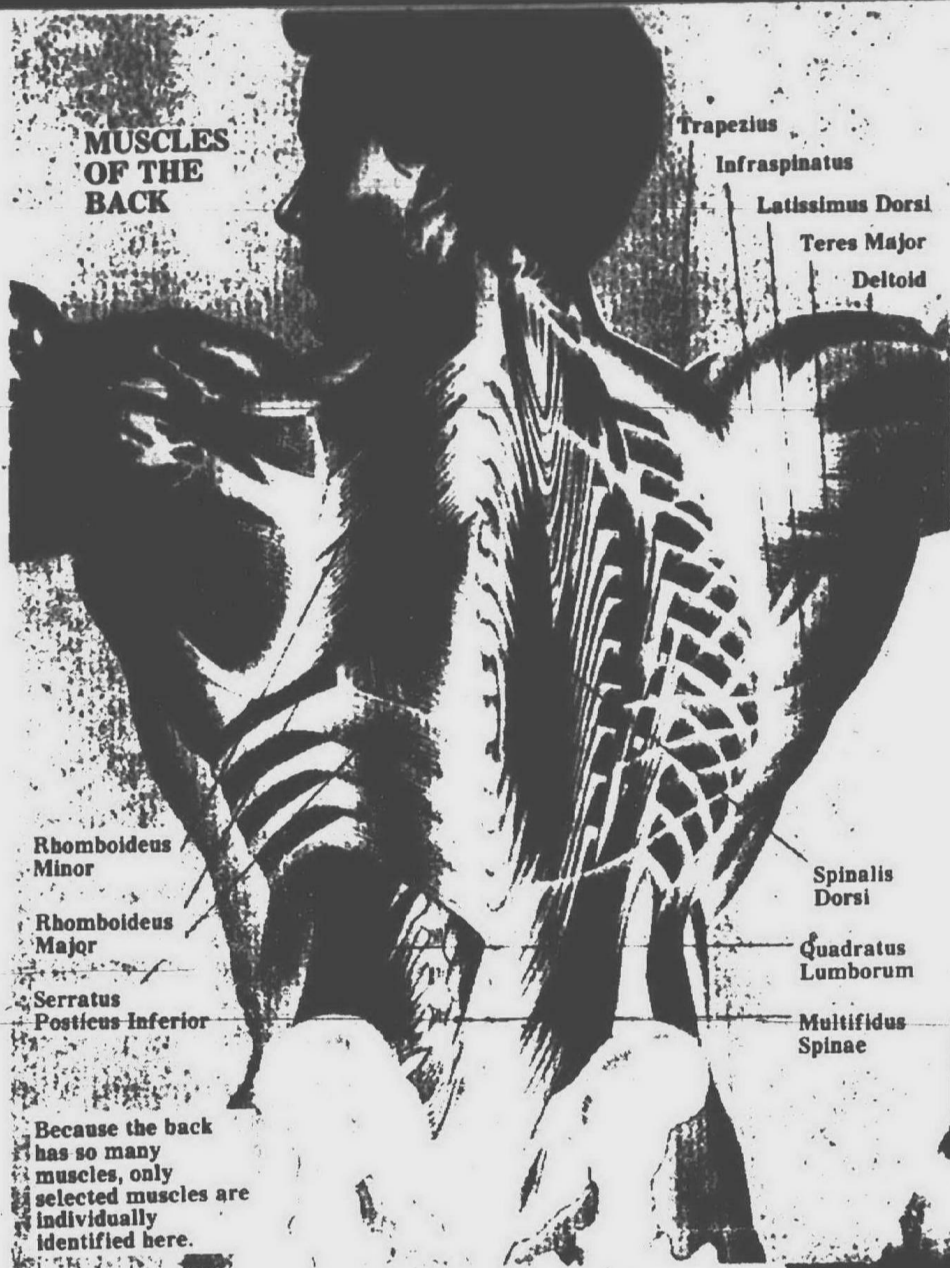 MUSCLES
OF THE
BACK
Trapezius
Infraspinatus
Latissimus Dorsi
Teres Major
Deltoid
Rhomboideus
Minor
Rhomboideus
Major
Serratus
Posticus Inferior
Spinalis
Dorsi
Quadratus
Lumborum
Multifidus
Spinae
Because the back
has so many
muscles, only
selected muscles are
individually
identified here.